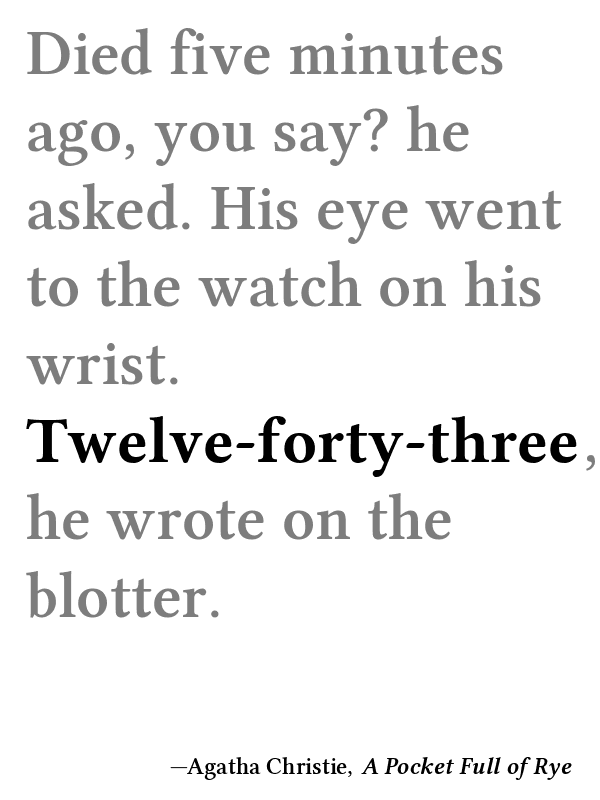 Died five minutes
ago, you say? he
asked. His eye went
to the watch on his
wrist.
Twelve-forty-three,
he wrote on the
blotter.
—Agatha Christie, A Pocket Full of Rye